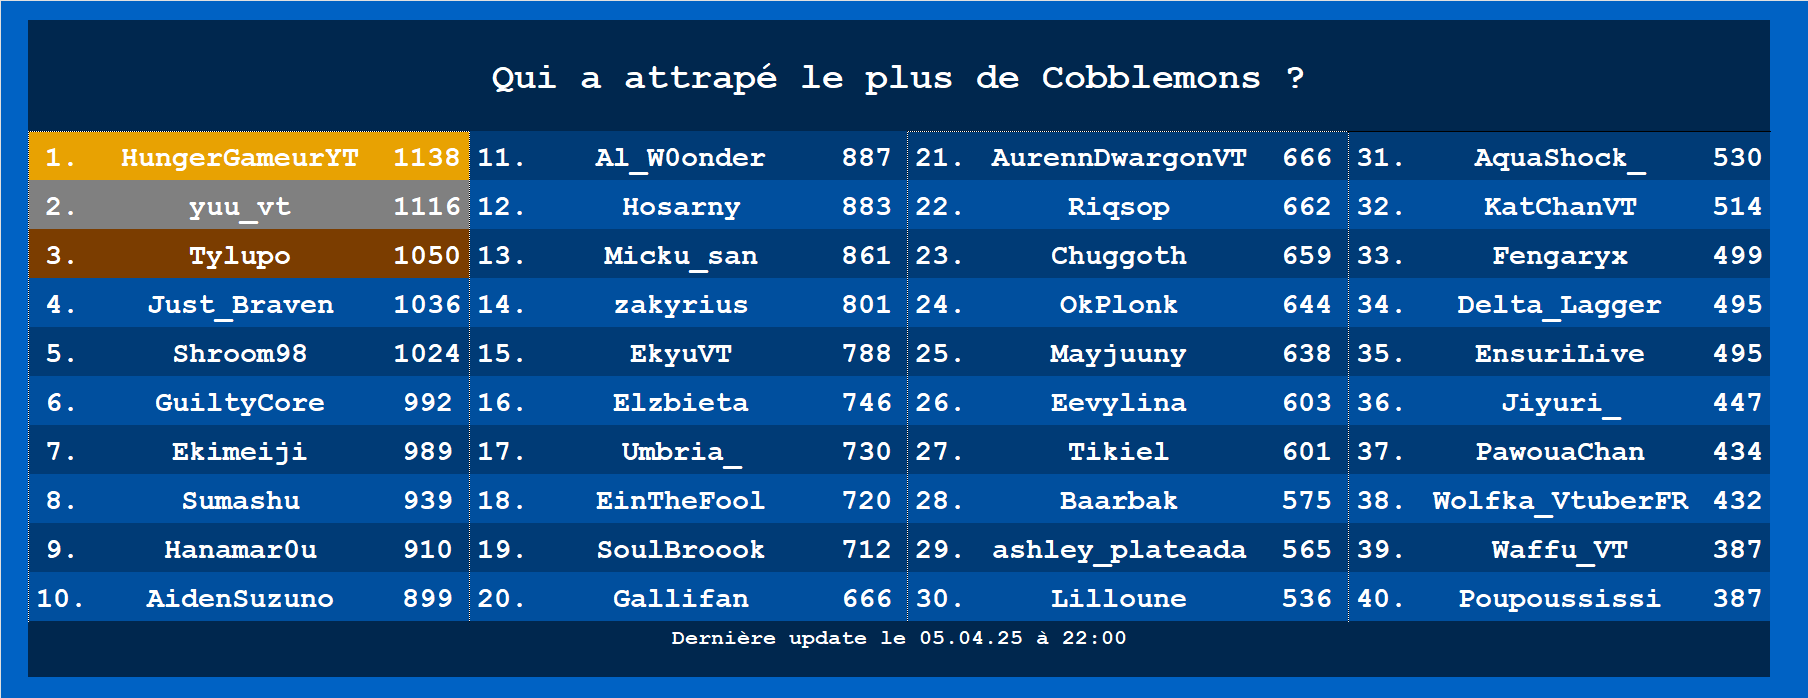 Qui a attrapé le plus de Cobblemons ?
1. HungerGameurYT 1138 11. Al_W0onder 887 21. AurennDwargonVT 666 31. AquaShock_ 530
2. yuu_vt 1116 12. Hosarny 883 22. Riqsop 662 32. KatChanVT 514
3. Tylupo 1050 13. Micku_san 861 23. Chuggoth 659 33. Fengaryx 499
4. Just_Braven 1036 14. zakyrius 801 24. OkPlonk 644 34. Delta_Lagger 495
5. Shroom98 1024 15. EkyuVT 788 25. Mayjuuny 638 35. EnsuriLive 495
6. GuiltyCore 992 16. Elzbieta 746 26. Eevylina 603 36. Jiyuri_ 447
7. Ekimeiji 989 17. Umbria_ 730 27. Tikiel 601 37. PawouaChan 434
8. Sumashu 939 18. EinTheFool 720 28. Baarbak 575 38. Wolfka_VtuberFR 432
9. Hanamar0u 910 19. SoulBroook 712 29. ashley_plateada 565 39. Waffu_VT 387
10. AidenSuzuno 899 20. Gallifan 666 30. Lilloune 536 40. Poupoussissi 387
Dernière update le 05.04.25 à 22:00